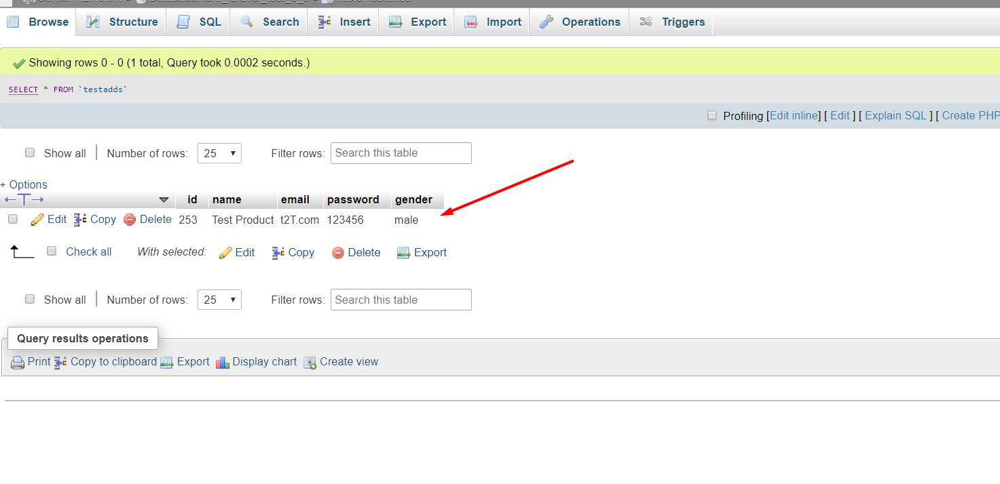 Browse Structure SQL Search Insert Export Import Operations Triggers
Showing rows 0 - 0 (1 total, Query took 0.0002 seconds.)
SELECT * FROM `testadds`
Profiling [Edit inline] [ Edit ] [ Explain SQL ] [ Create PHP
Show all Number of rows: 25 Filter rows: Search this table
+ Options
←T→ id name email password gender
Edit Copy Delete 253 Test Product t2T.com 123456 male
Check all With selected: Edit Copy Delete Export
Show all Number of rows: 25 Filter rows: Search this table
Query results operations
Print Copy to clipboard Export Display chart Create view